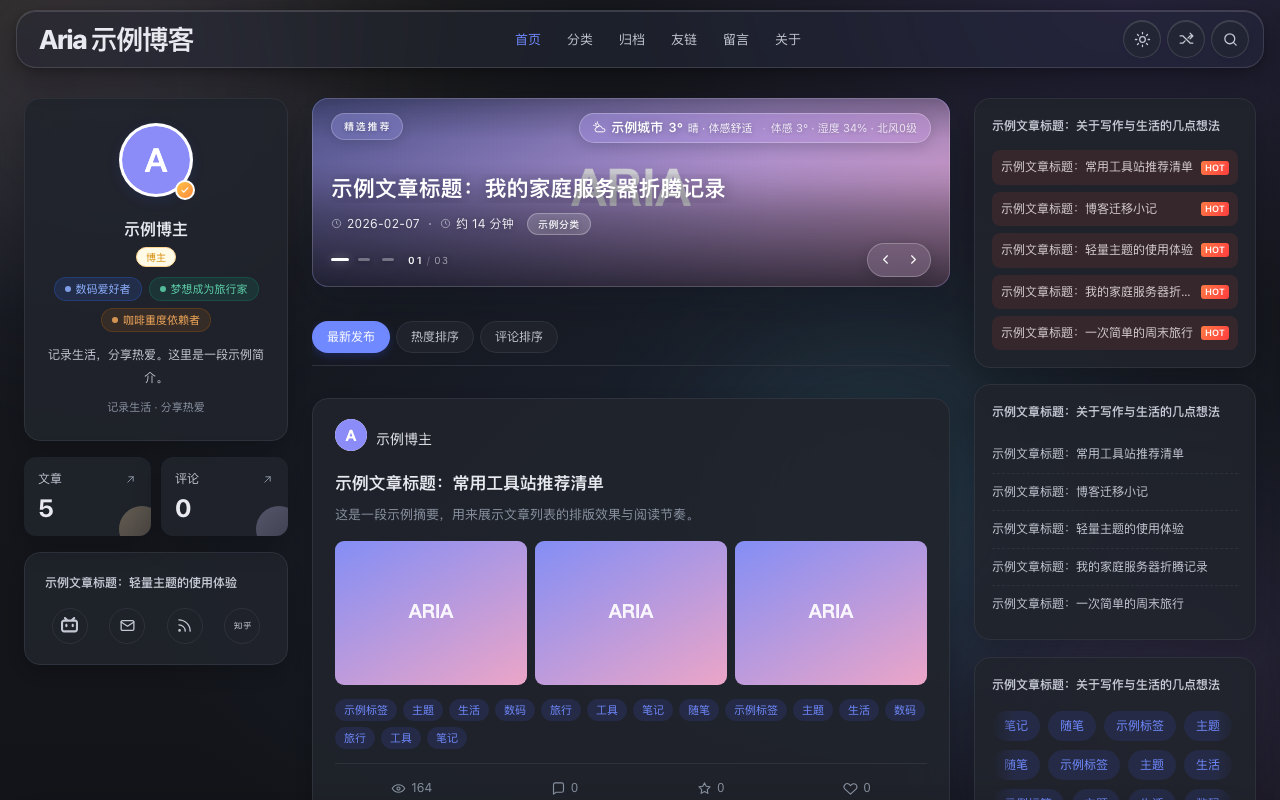 Aria 示例博客
首页 分类 归档 友链 留言 关于
A
示例博主
博主
数码爱好者 梦想成为旅行家
咖啡重度依赖者
记录生活，分享热爱。这里是一段示例简
介。
记录生活 · 分享热爱
文章 评论
5 0
示例文章标题：轻量主题的使用体验
知乎
精选推荐
示例城市 3° 晴 · 体感舒适 · 体感 3° · 湿度 34% · 北风0级
ARIA
示例文章标题：我的家庭服务器折腾记录
2026-02-07 · 约 14 分钟 示例分类
01 / 03
最新发布 热度排序 评论排序
A 示例博主
示例文章标题：常用工具站推荐清单
这是一段示例摘要，用来展示文章列表的排版效果与阅读节奏。
ARIA ARIA ARIA
示例标签 主题 生活 数码 旅行 工具 笔记 随笔 示例标签 主题 生活 数码
旅行 工具 笔记
164 0 0 0
示例文章标题：关于写作与生活的几点想法
示例文章标题：常用工具站推荐清单 HOT
示例文章标题：博客迁移小记 HOT
示例文章标题：轻量主题的使用体验 HOT
示例文章标题：我的家庭服务器折... HOT
示例文章标题：一次简单的周末旅行 HOT
示例文章标题：关于写作与生活的几点想法
示例文章标题：常用工具站推荐清单
示例文章标题：博客迁移小记
示例文章标题：轻量主题的使用体验
示例文章标题：我的家庭服务器折腾记录
示例文章标题：一次简单的周末旅行
示例文章标题：关于写作与生活的几点想法
笔记 随笔 示例标签 主题
随笔 示例标签 主题 生活